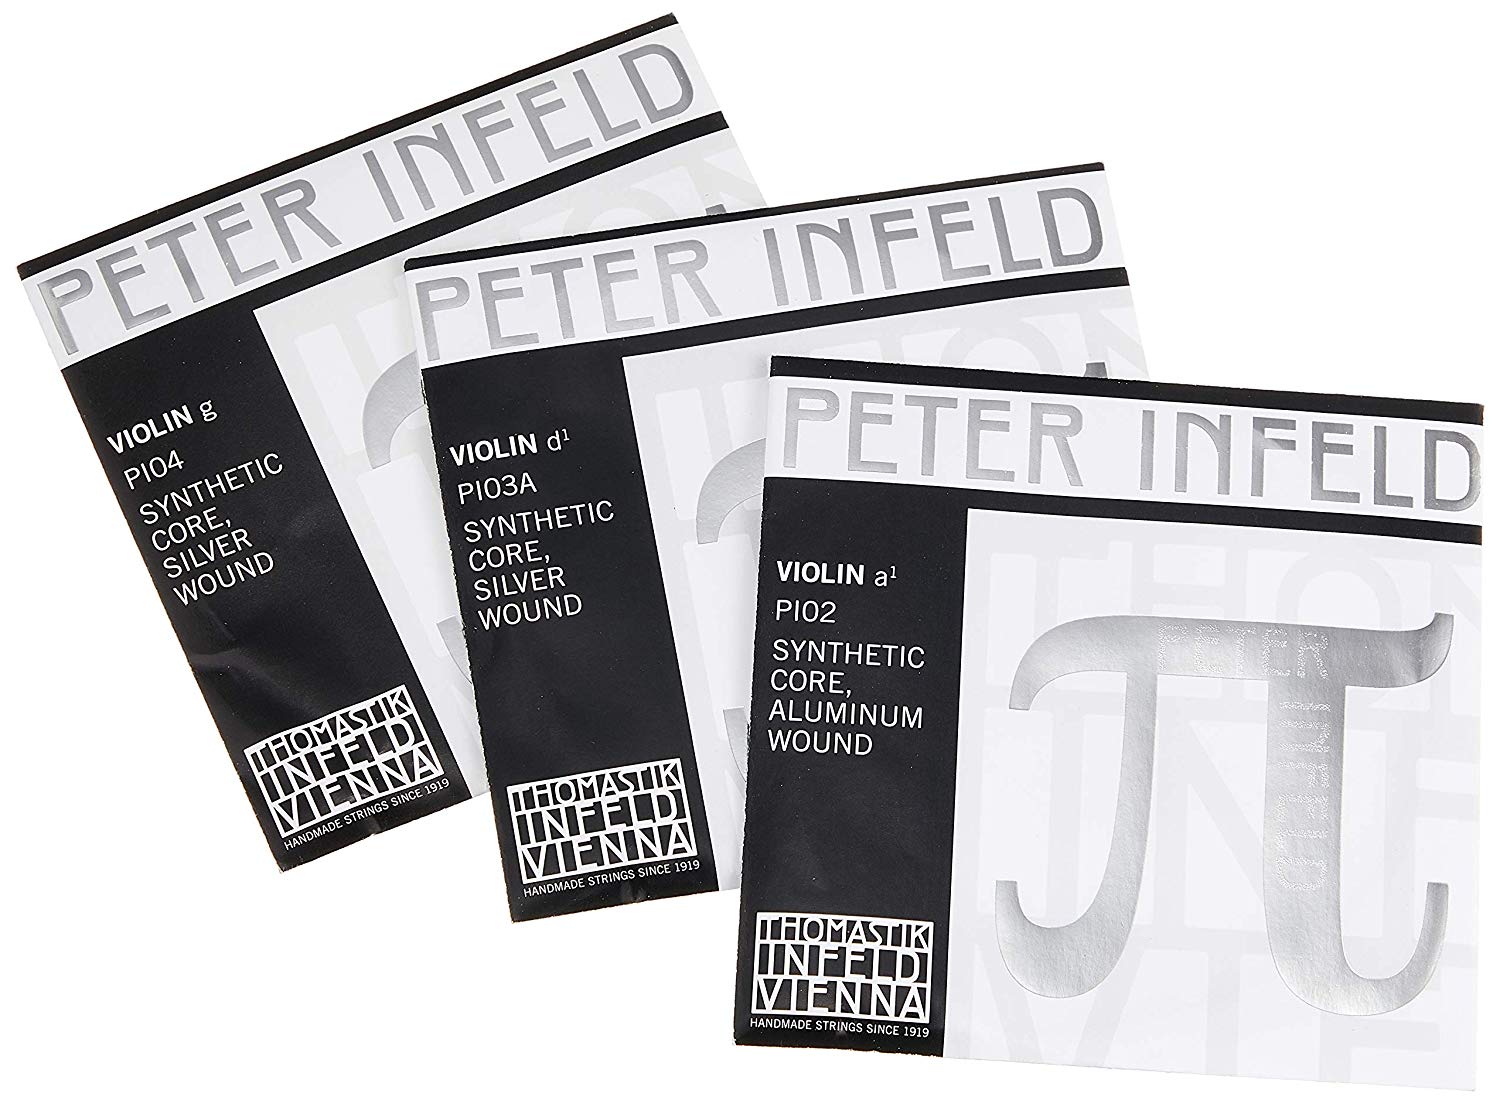 PETER INFELD
VIOLIN g
PI04
SYNTHETIC
CORE,
SILVER
WOUND
THOMASTIK
INFELD
VIENNA
HANDMADE STRINGS SINCE 1919
PETER INFELD
VIOLIN d¹
PI03A
SYNTHETIC
CORE,
SILVER
WOUND
THOMASTIK
INFELD
VIENNA
HANDMADE STRINGS SINCE 1919
PETER INFELD
VIOLIN a¹
PI02
SYNTHETIC
CORE,
ALUMINUM
WOUND
π
PETER
INFELD
THOMASTIK
INFELD
VIENNA
HANDMADE STRINGS SINCE 1919